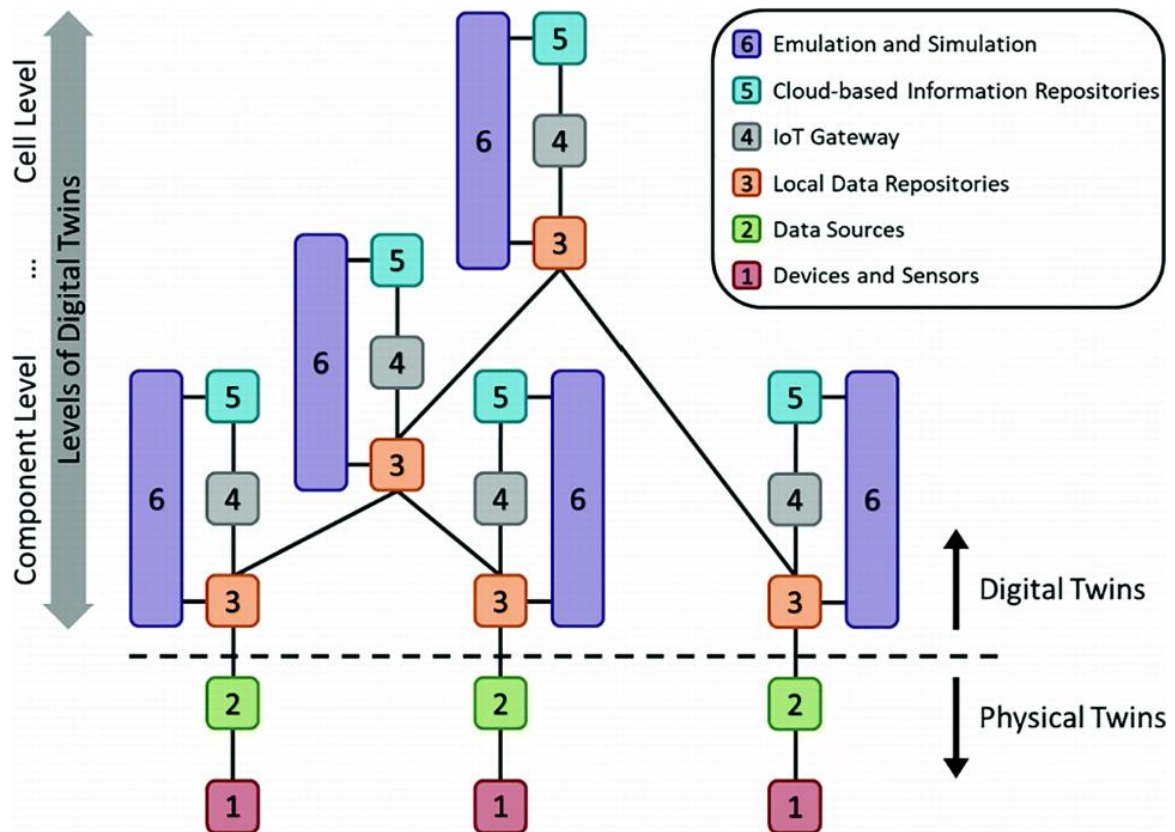 Cell Level
...
Component Level
Levels of Digital Twins
6 Emulation and Simulation
5 Cloud-based Information Repositories
4 IoT Gateway
3 Local Data Repositories
2 Data Sources
1 Devices and Sensors
5
6
4
3
5
6
4
3
5
6
4
3
5
4
6
3
5
4
6
3
Digital Twins
2
2
2
Physical Twins
1
1
1